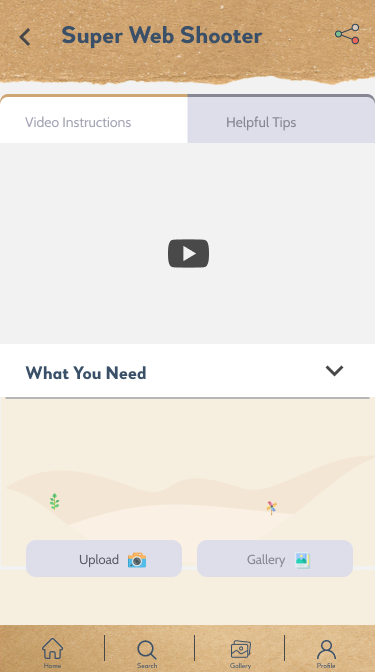 Super Web Shooter
Video Instructions
Helpful Tips
What You Need
Upload
Gallery
Home
Search
Gallery
Profile